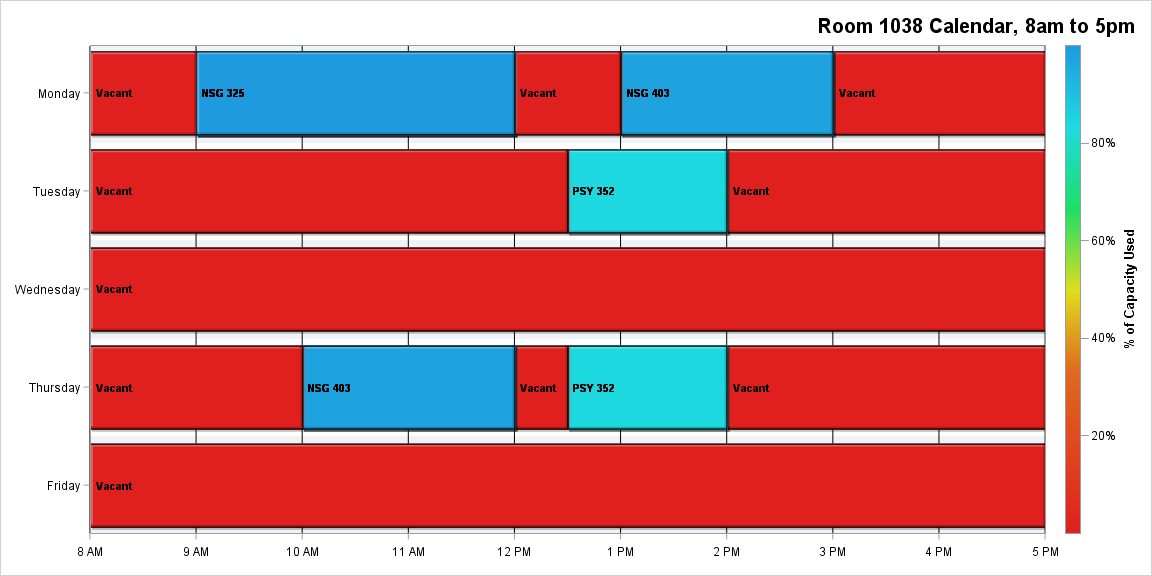 Room 1038 Calendar, 8am to 5pm
Monday
Vacant
NSG 325
Vacant
NSG 403
Vacant
Tuesday
Vacant
PSY 352
Vacant
Wednesday
Vacant
Thursday
Vacant
NSG 403
Vacant
PSY 352
Vacant
Friday
Vacant
8 AM
9 AM
10 AM
11 AM
12 PM
1 PM
2 PM
3 PM
4 PM
5 PM
80%
60%
40%
20%
% of Capacity Used